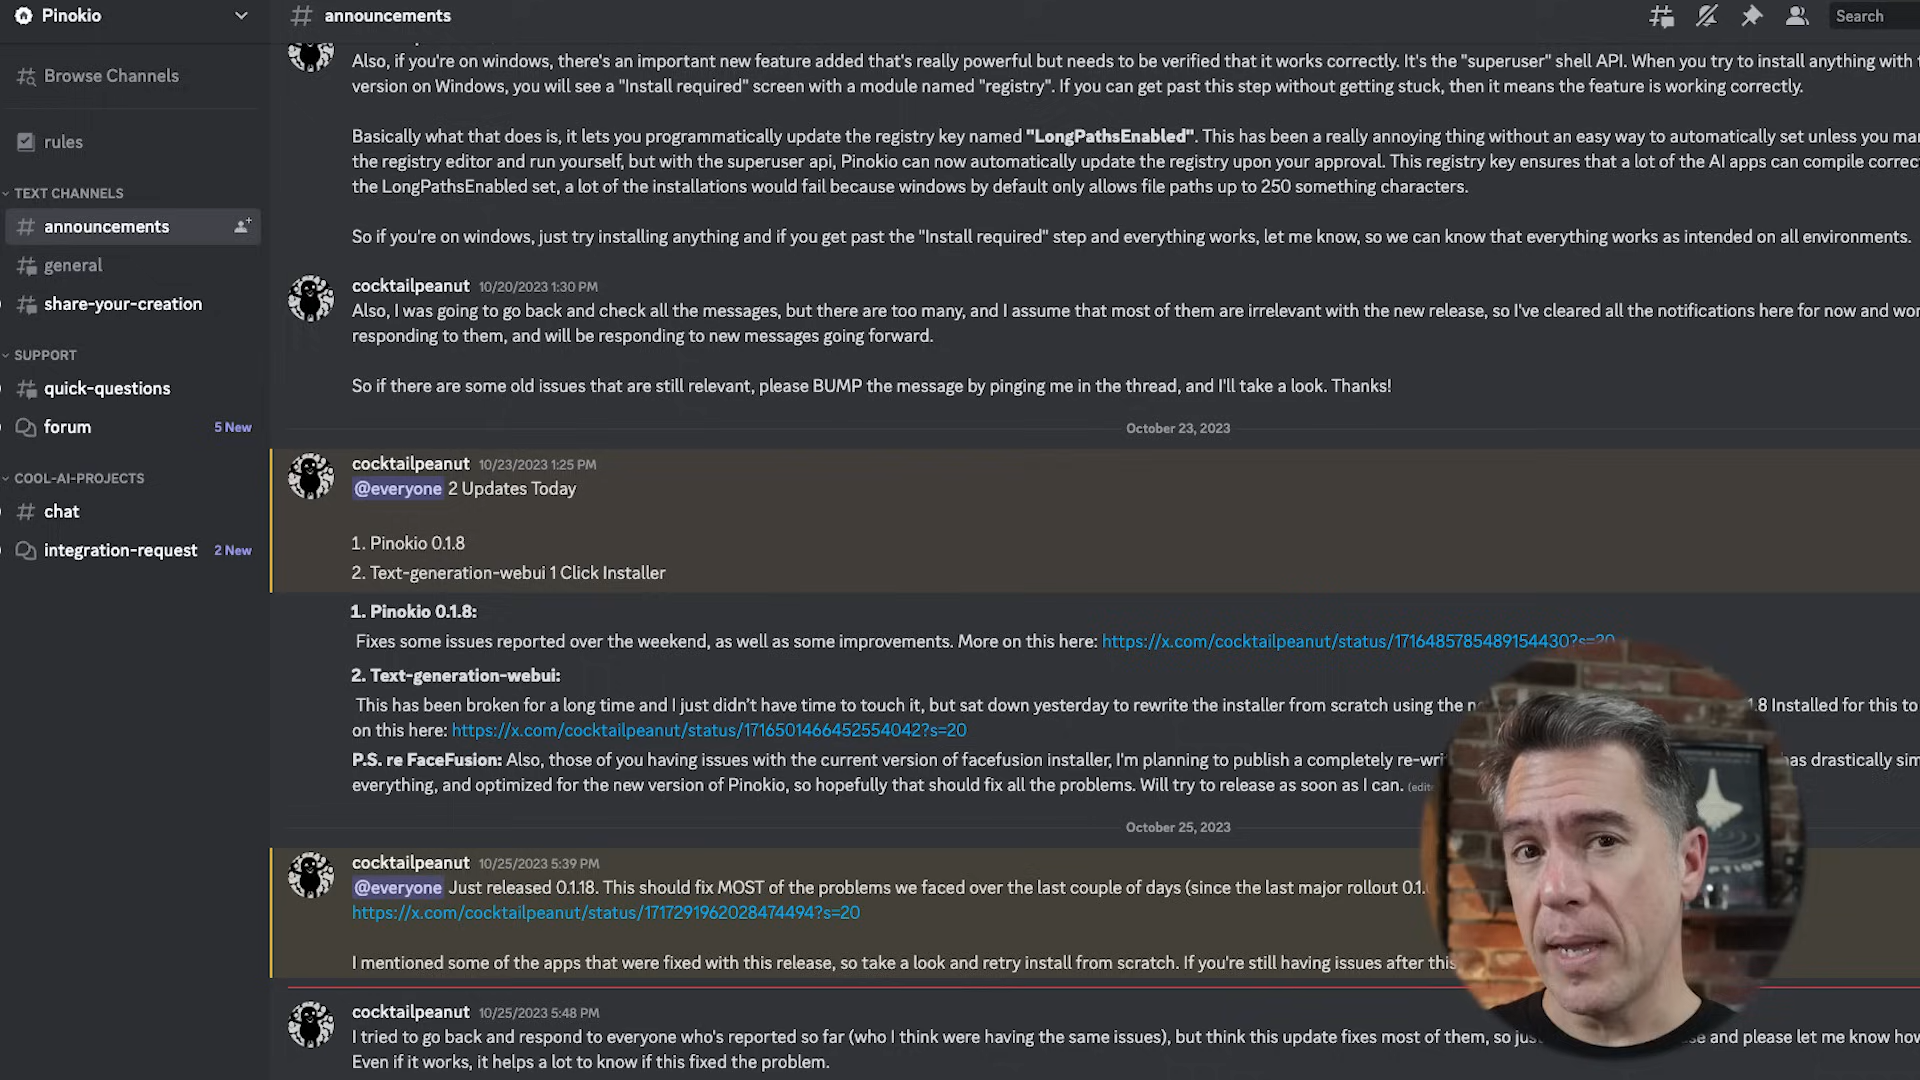 Pinokio
# announcements
Search
Browse Channels
rules
TEXT CHANNELS
announcements
general
share-your-creation
SUPPORT
quick-questions
forum 5 New
COOL-AI-PROJECTS
chat
integration-request 2 New
Also, if you're on windows, there's an important new feature added that's really powerful but needs to be verified that it works correctly. It's the "superuser" shell API. When you try to install anything with
version on Windows, you will see a "Install required" screen with a module named "registry". If you can get past this step without getting stuck, then it means the feature is working correctly.
Basically what that does is, it lets you programmatically update the registry key named "LongPathsEnabled". This has been a really annoying thing without an easy way to automatically set unless you
the registry editor and run yourself, but with the superuser api, Pinokio can now automatically update the registry upon your approval. This registry key ensures that a lot of the AI apps can compile
the LongPathsEnabled set, a lot of the installations would fail because windows by default only allows file paths up to 250 something characters.
So if you're on windows, just try installing anything and if you get past the "Install required" step and everything works, let me know, so we can know that everything works as intended on all environments.
cocktailpeanut 10/20/2023 1:30 PM
Also, I was going to go back and check all the messages, but there are too many, and I assume that most of them are irrelevant with the new release, so I've cleared all the notifications here for now and
responding to them, and will be responding to new messages going forward.
So if there are some old issues that are still relevant, please BUMP the message by pinging me in the thread, and I'll take a look. Thanks!
October 23, 2023
cocktailpeanut 10/23/2023 1:25 PM
@everyone 2 Updates Today
1. Pinokio 0.1.8
2. Text-generation-webui 1 Click Installer
1. Pinokio 0.1.8:
Fixes some issues reported over the weekend, as well as some improvements. More on this here: https://x.com/cocktailpeanut/status/1716485785489154430?s=20
2. Text-generation-webui:
This has been broken for a long time and I just didn't have time to touch it, but sat down yesterday to rewrite the installer from scratch using the 1.8 Installed for this to
on this here: https://x.com/cocktailpeanut/status/1716501466452554042?s=20
P.S. re FaceFusion: Also, those of you having issues with the current version of facefusion installer, I'm planning to publish a completely has drastically
everything, and optimized for the new version of Pinokio, so hopefully that should fix all the problems. Will try to release as soon as I can.
October 25, 2023
cocktailpeanut 10/25/2023 5:39 PM
@everyone Just released 0.1.18. This should fix MOST of the problems we faced over the last couple of days (since the last major rollout 0.1.
https://x.com/cocktailpeanut/status/1717291962028474494?s=20
I mentioned some of the apps that were fixed with this release, so take a look and retry install from scratch. If you're still having issues after this
cocktailpeanut 10/25/2023 5:48 PM
I tried to go back and respond to everyone who's reported so far (who I think were having the same issues), but think this update fixes most of them, so and please let me know how
Even if it works, it helps a lot to know if this fixed the problem.